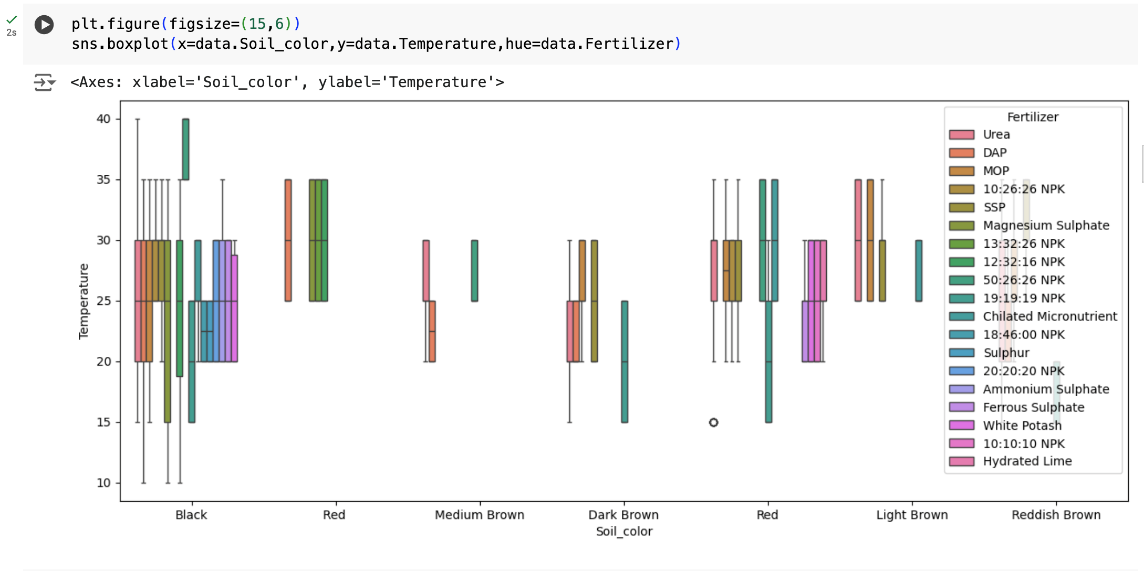 plt.figure(figsize=(15,6))
2s
sns.boxplot(x=data.Soil_color,y=data.Temperature,hue=data.Fertilizer)
<Axes: xlabel='Soil_color', ylabel='Temperature'>
40
35
30
25
20
15
10
Temperature
Fertilizer
Urea
DAP
MOP
10:26:26 NPK
SSP
Magnesium Sulphate
13:32:26 NPK
12:32:16 NPK
50:26:26 NPK
19:19:19 NPK
Chilated Micronutrient
18:46:00 NPK
Sulphur
20:20:20 NPK
Ammonium Sulphate
Ferrous Sulphate
White Potash
10:10:10 NPK
Hydrated Lime
Black
Red
Medium Brown
Dark Brown
Red
Light Brown
Reddish Brown
Soil_color